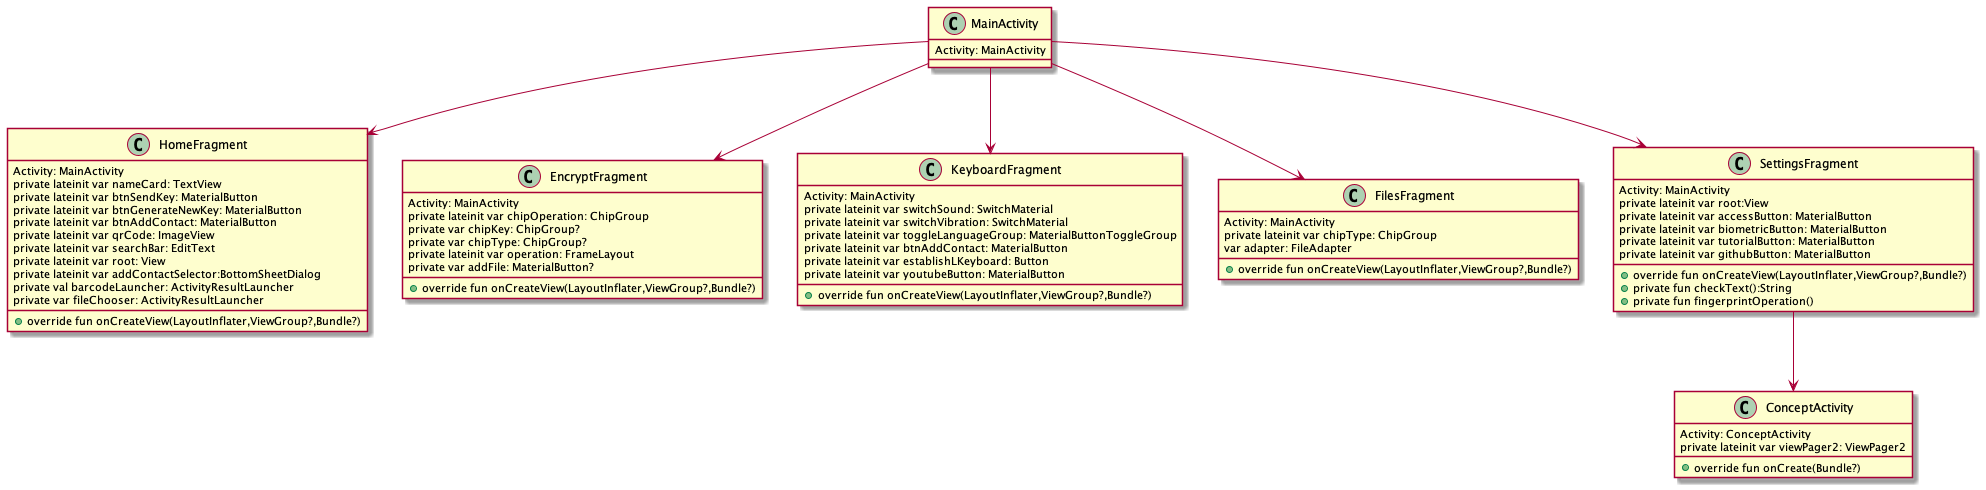 C MainActivity
Activity: MainActivity
C HomeFragment
Activity: MainActivity
private lateinit var nameCard: TextView
private lateinit var btnSendKey: MaterialButton
private lateinit var btnGenerateNewKey: MaterialButton
private lateinit var btnAddContact: MaterialButton
private lateinit var qrCode: ImageView
private lateinit var searchBar: EditText
private lateinit var root: View
private lateinit var addContactSelector:BottomSheetDialog
private val barcodeLauncher: ActivityResultLauncher
private var fileChooser: ActivityResultLauncher
override fun onCreateView(LayoutInflater,ViewGroup?,Bundle?)
C EncryptFragment
Activity: MainActivity
private lateinit var chipOperation: ChipGroup
private var chipKey: ChipGroup?
private var chipType: ChipGroup?
private lateinit var operation: FrameLayout
private var addFile: MaterialButton?
override fun onCreateView(LayoutInflater,ViewGroup?,Bundle?)
C KeyboardFragment
Activity: MainActivity
private lateinit var switchSound: SwitchMaterial
private lateinit var switchVibration: SwitchMaterial
private lateinit var toggleLanguageGroup: MaterialButtonToggleGroup
private lateinit var btnAddContact: MaterialButton
private lateinit var establishLKeyboard: Button
private lateinit var youtubeButton: MaterialButton
override fun onCreateView(LayoutInflater,ViewGroup?,Bundle?)
C FilesFragment
Activity: MainActivity
private lateinit var chipType: ChipGroup
var adapter: FileAdapter
override fun onCreateView(LayoutInflater,ViewGroup?,Bundle?)
C SettingsFragment
Activity: MainActivity
private lateinit var root:View
private lateinit var accessButton: MaterialButton
private lateinit var biometricButton: MaterialButton
private lateinit var tutorialButton: MaterialButton
private lateinit var githubButton: MaterialButton
override fun onCreateView(LayoutInflater,ViewGroup?,Bundle?)
private fun checkText():String
private fun fingerprintOperation()
C ConceptActivity
Activity: ConceptActivity
private lateinit var viewPager2: ViewPager2
override fun onCreate(Bundle?)